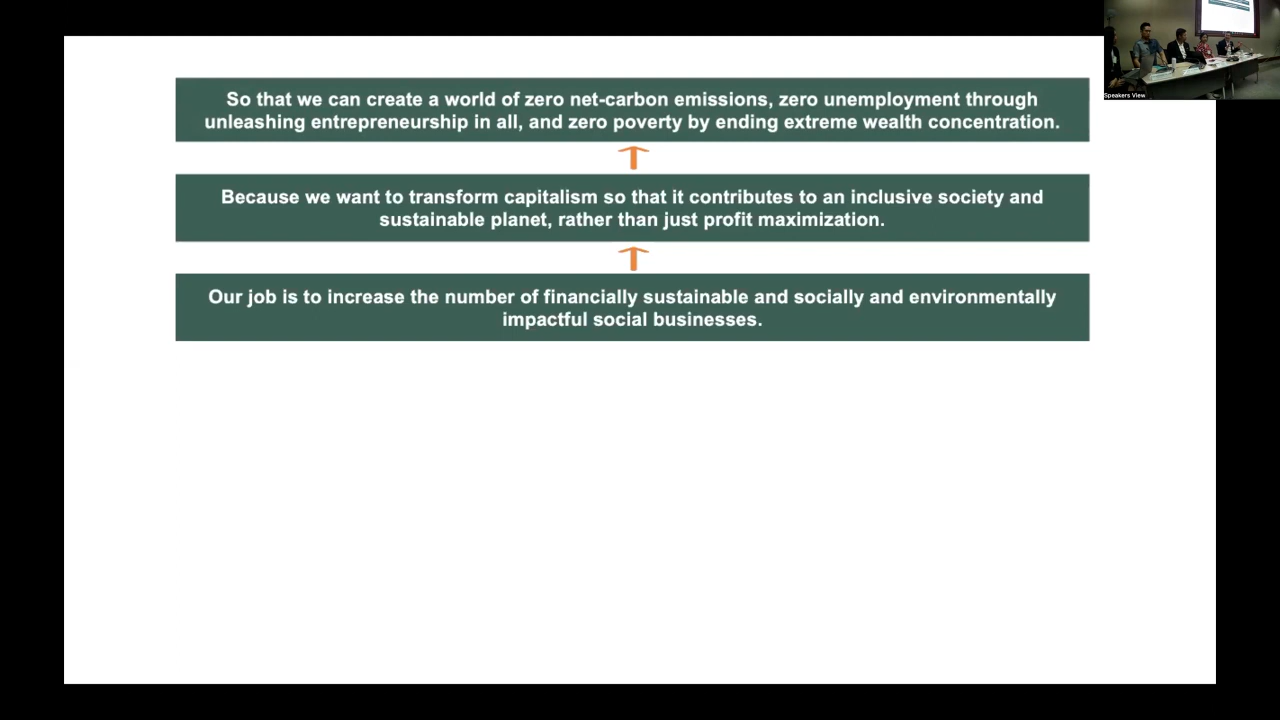 So that we can create a world of zero net-carbon emissions, zero unemployment through
unleashing entrepreneurship in all, and zero poverty by ending extreme wealth concentration.
Because we want to transform capitalism so that it contributes to an inclusive society and
sustainable planet, rather than just profit maximization.
Our job is to increase the number of financially sustainable and socially and environmentally
impactful social businesses.
Speakers View